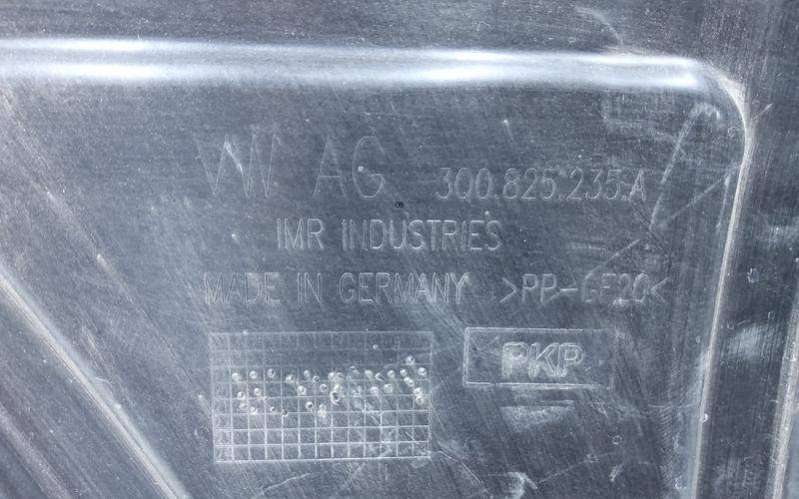 VW AG 3Q0.825.235.A
IMR INDUSTRIES
MADE IN GERMANY >PP-GF20<
PKP